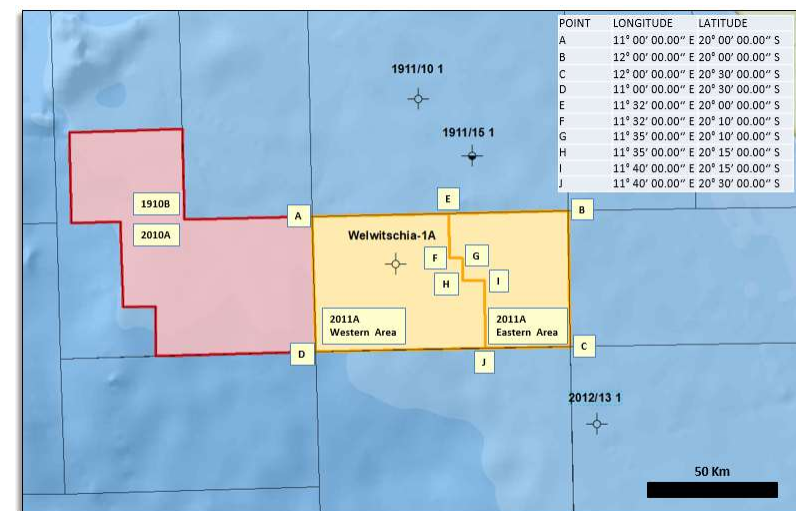 POINT LONGITUDE LATITUDE
A 11° 00’ 00.00” E 20° 00’ 00.00” S
B 12° 00’ 00.00” E 20° 00’ 00.00” S
C 12° 00’ 00.00” E 20° 30’ 00.00” S
D 11° 00’ 00.00” E 20° 30’ 00.00” S
E 11° 32’ 00.00” E 20° 00’ 00.00” S
F 11° 32’ 00.00” E 20° 10’ 00.00” S
G 11° 35’ 00.00” E 20° 10’ 00.00” S
H 11° 35’ 00.00” E 20° 15’ 00.00” S
I 11° 40’ 00.00” E 20° 15’ 00.00” S
J 11° 40’ 00.00” E 20° 30’ 00.00” S
1911/10 1
1911/15 1
1910B
2010A
A
E
B
Welwitschia-1A
F
G
H
I
2011A
Western Area
2011A
Eastern Area
D
J
C
2012/13 1
50 Km